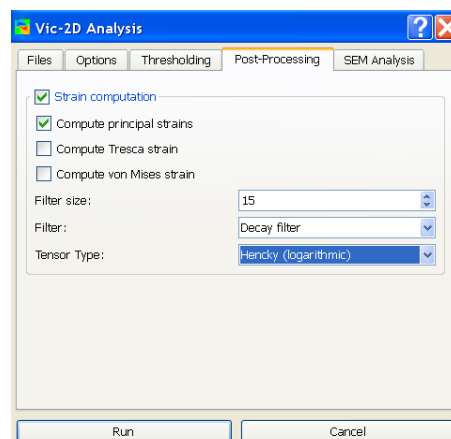 Vic-2D Analysis
Files Options Thresholding Post-Processing SEM Analysis
Strain computation
Compute principal strains
Compute Tresca strain
Compute von Mises strain
Filter size: 15
Filter: Decay filter
Tensor Type: Hencky (logarithmic)
Run Cancel